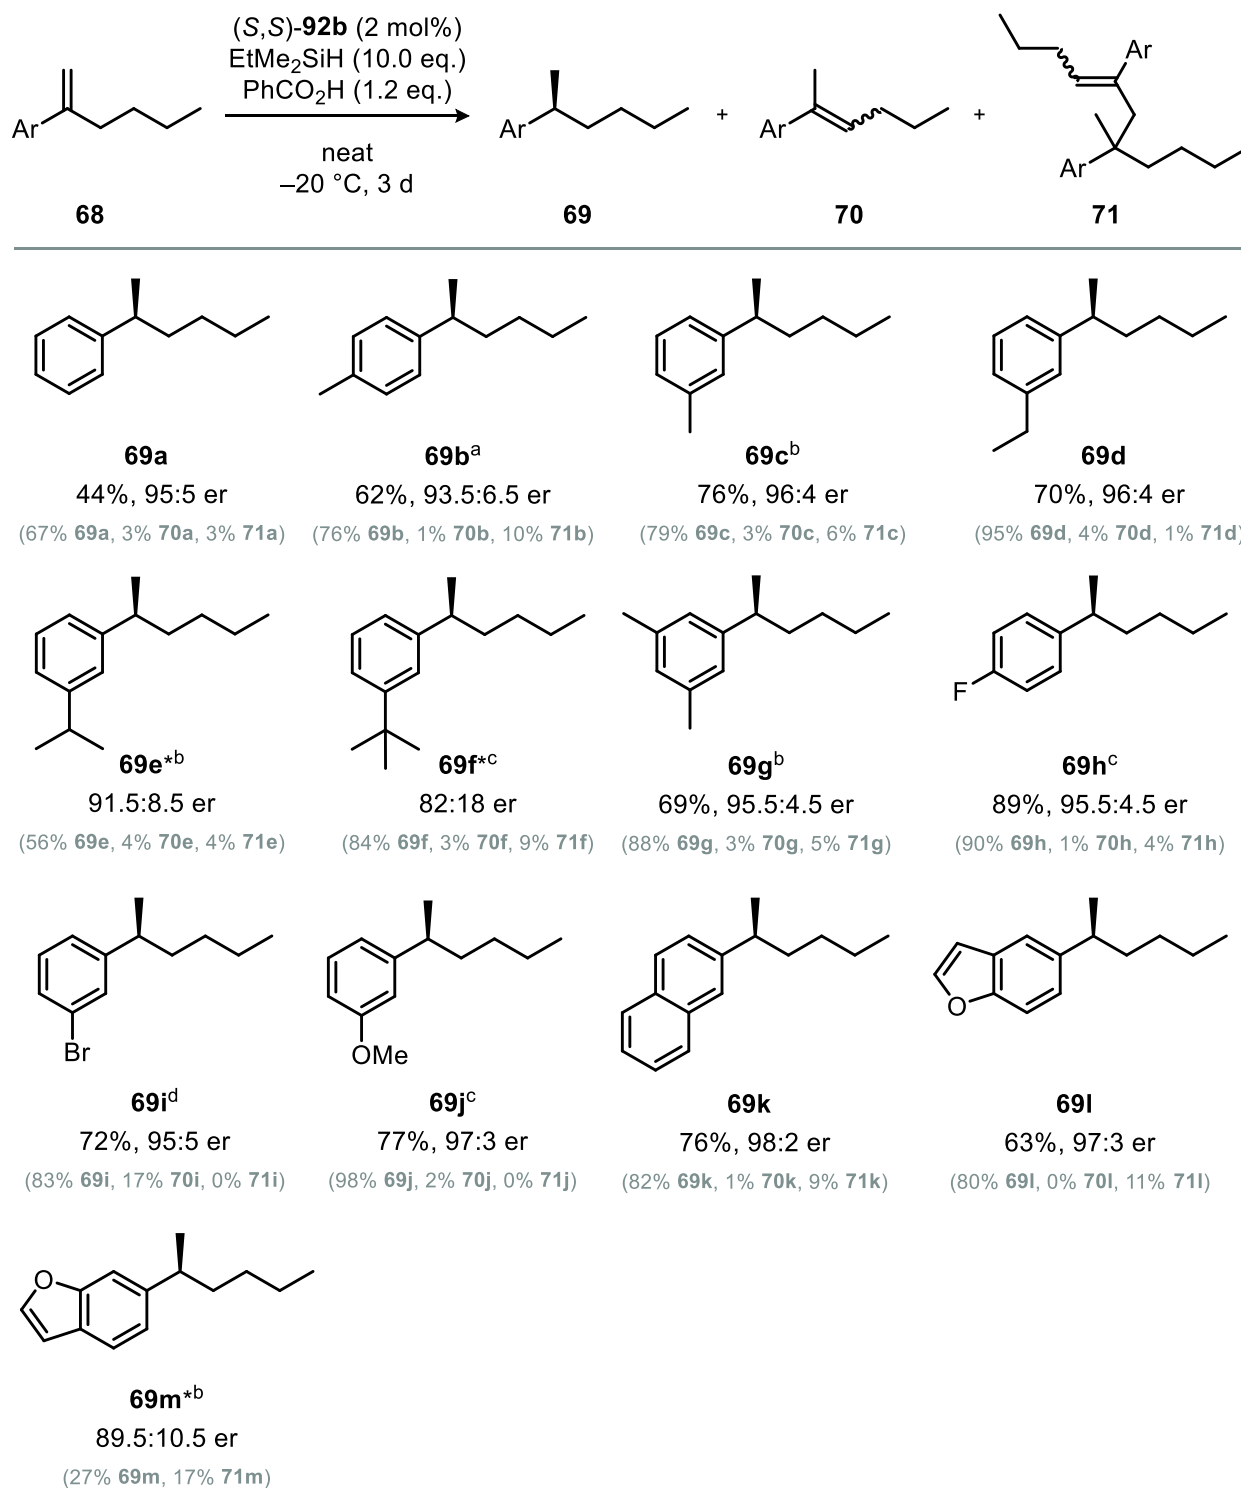 (S,S)-92b (2 mol%)
EtMe₂SiH (10.0 eq.)
PhCO₂H (1.2 eq.)
neat
–20 °C, 3 d
Ar
Ar
+
Ar
+
Ar
Ar
68
69
70
71
69a
44%, 95:5 er
(67% 69a, 3% 70a, 3% 71a)
69bᵃ
62%, 93.5:6.5 er
(76% 69b, 1% 70b, 10% 71b)
69cᵇ
76%, 96:4 er
(79% 69c, 3% 70c, 6% 71c)
69d
70%, 96:4 er
(95% 69d, 4% 70d, 1% 71d)
69e*ᵇ
91.5:8.5 er
(56% 69e, 4% 70e, 4% 71e)
69f*ᶜ
82:18 er
(84% 69f, 3% 70f, 9% 71f)
69gᵇ
69%, 95.5:4.5 er
(88% 69g, 3% 70g, 5% 71g)
F
69hᶜ
89%, 95.5:4.5 er
(90% 69h, 1% 70h, 4% 71h)
Br
69iᵈ
72%, 95:5 er
(83% 69i, 17% 70i, 0% 71i)
OMe
69jᶜ
77%, 97:3 er
(98% 69j, 2% 70j, 0% 71j)
69k
76%, 98:2 er
(82% 69k, 1% 70k, 9% 71k)
O
69l
63%, 97:3 er
(80% 69l, 0% 70l, 11% 71l)
O
69m*ᵇ
89.5:10.5 er
(27% 69m, 17% 71m)